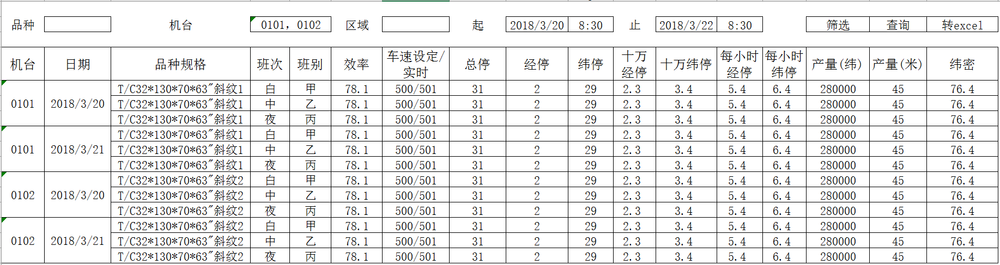 品种 机台 0101，0102 区域 起 2018/3/20 8:30 止 2018/3/22 8:30 筛选 查询 转excel
机台 日期 品种规格 班次 班别 效率 车速设定/实时 总停 经停 纬停 十万经停 十万纬停 每小时经停 每小时纬停 产量(纬) 产量(米) 纬密
0101 2018/3/20 T/C32*130*70*63"斜纹1 白 甲 78.1 500/501 31 2 29 2.3 3.4 5.4 6.4 280000 45 76.4
T/C32*130*70*63"斜纹1 中 乙 78.1 500/501 31 2 29 2.3 3.4 5.4 6.4 280000 45 76.4
T/C32*130*70*63"斜纹1 夜 丙 78.1 500/501 31 2 29 2.3 3.4 5.4 6.4 280000 45 76.4
0101 2018/3/21 T/C32*130*70*63"斜纹1 白 甲 78.1 500/501 31 2 29 2.3 3.4 5.4 6.4 280000 45 76.4
T/C32*130*70*63"斜纹1 中 乙 78.1 500/501 31 2 29 2.3 3.4 5.4 6.4 280000 45 76.4
T/C32*130*70*63"斜纹1 夜 丙 78.1 500/501 31 2 29 2.3 3.4 5.4 6.4 280000 45 76.4
0102 2018/3/20 T/C32*130*70*63"斜纹2 白 甲 78.1 500/501 31 2 29 2.3 3.4 5.4 6.4 280000 45 76.4
T/C32*130*70*63"斜纹2 中 乙 78.1 500/501 31 2 29 2.3 3.4 5.4 6.4 280000 45 76.4
T/C32*130*70*63"斜纹2 夜 丙 78.1 500/501 31 2 29 2.3 3.4 5.4 6.4 280000 45 76.4
0102 2018/3/21 T/C32*130*70*63"斜纹2 白 甲 78.1 500/501 31 2 29 2.3 3.4 5.4 6.4 280000 45 76.4
T/C32*130*70*63"斜纹2 中 乙 78.1 500/501 31 2 29 2.3 3.4 5.4 6.4 280000 45 76.4
T/C32*130*70*63"斜纹2 夜 丙 78.1 500/501 31 2 29 2.3 3.4 5.4 6.4 280000 45 76.4